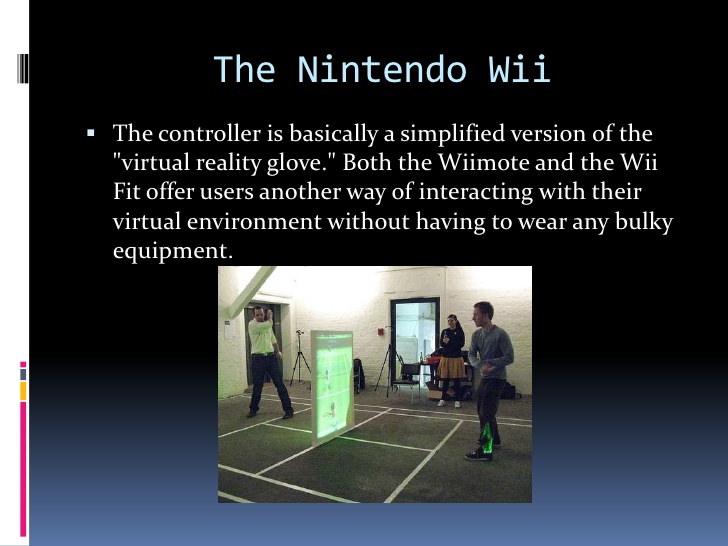 The Nintendo Wii
The controller is basically a simplified version of the
"virtual reality glove." Both the Wiimote and the Wii
Fit offer users another way of interacting with their
virtual environment without having to wear any bulky
equipment.